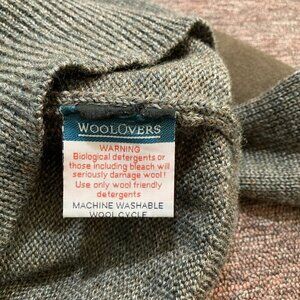 WOOLOVERS
WARNING
Biological detergents or
those including bleach will
seriously damage wool!
Use only wool friendly
detergents
MACHINE WASHABLE
WOOL CYCLE